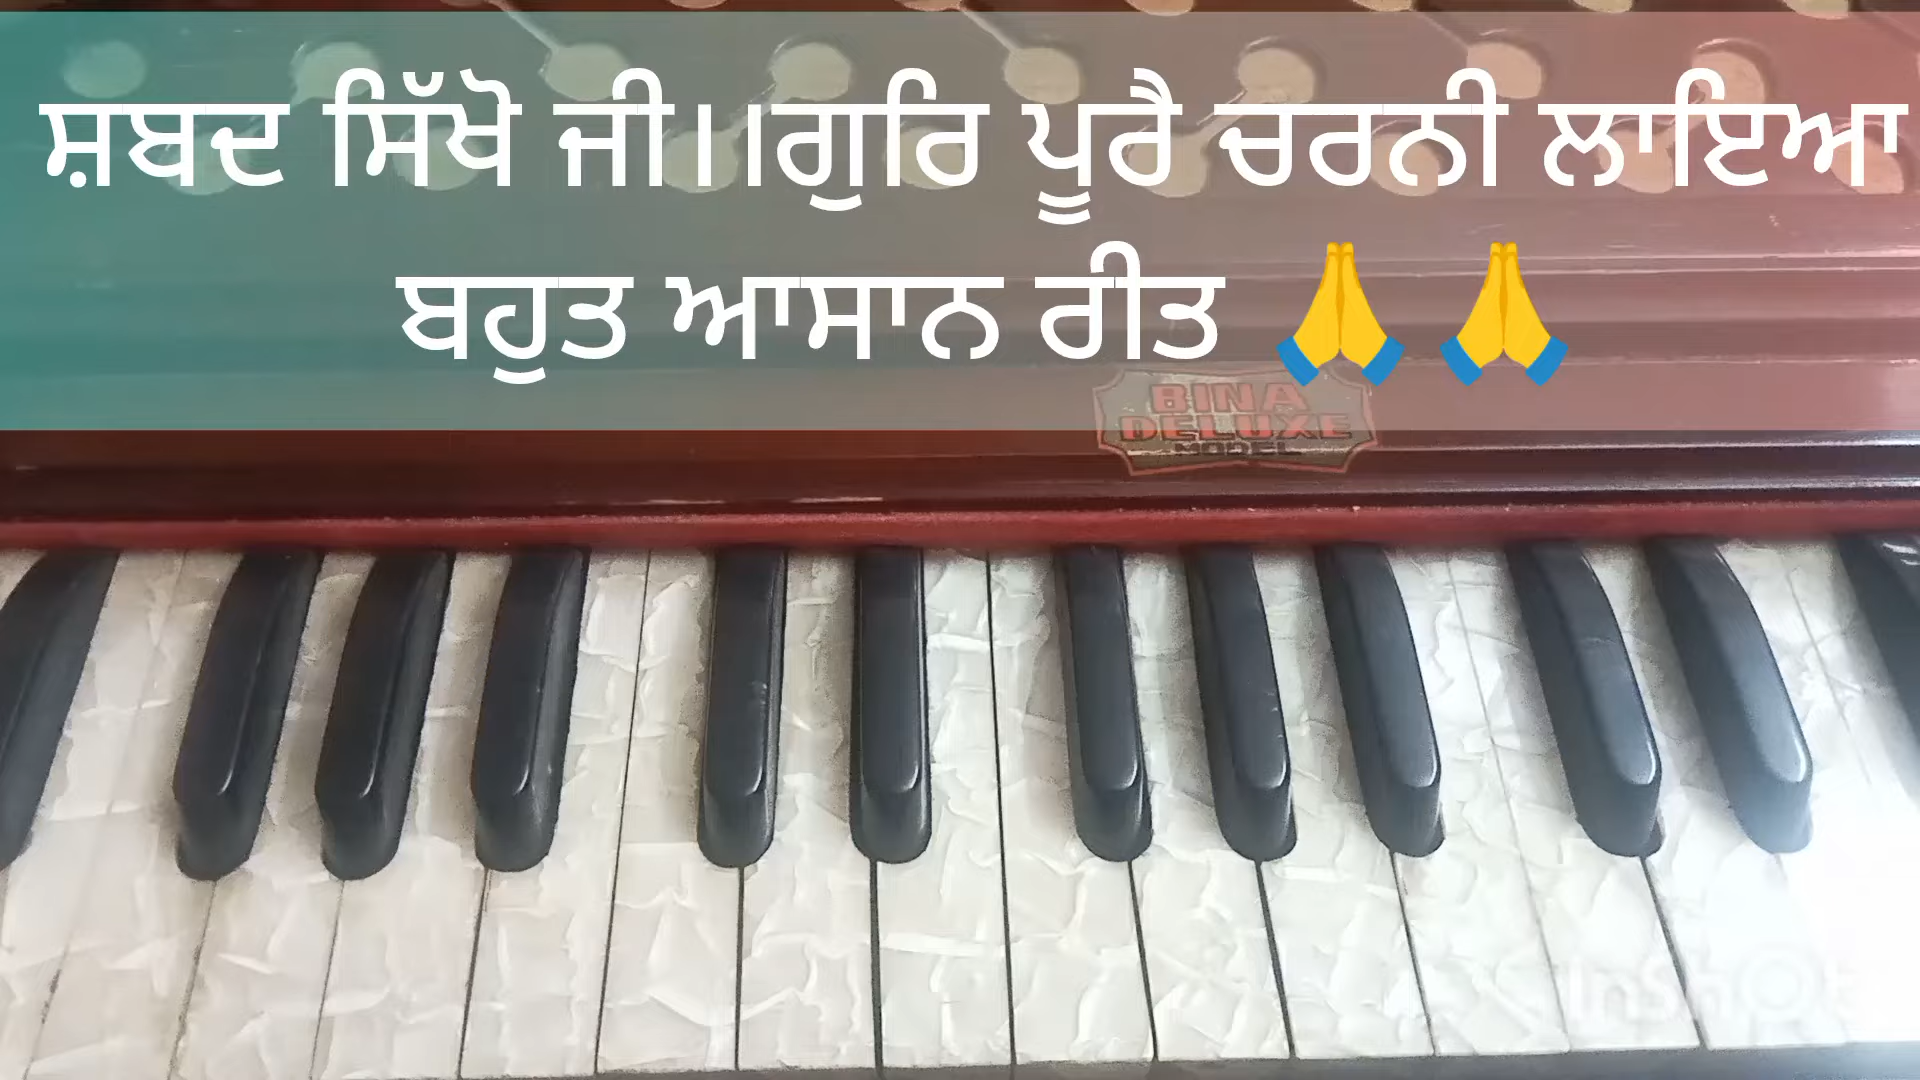 ਸ਼ਬਦ ਸਿੱਖੋ ਜੀ।।ਗੁਰਿ ਪੂਰੈ ਚਰਨੀ ਲਾਇਆ
ਬਹੁਤ ਆਸਾਨ ਰੀਤ 🙏 🙏
BINA
DELUXE
MODEL
InShOt